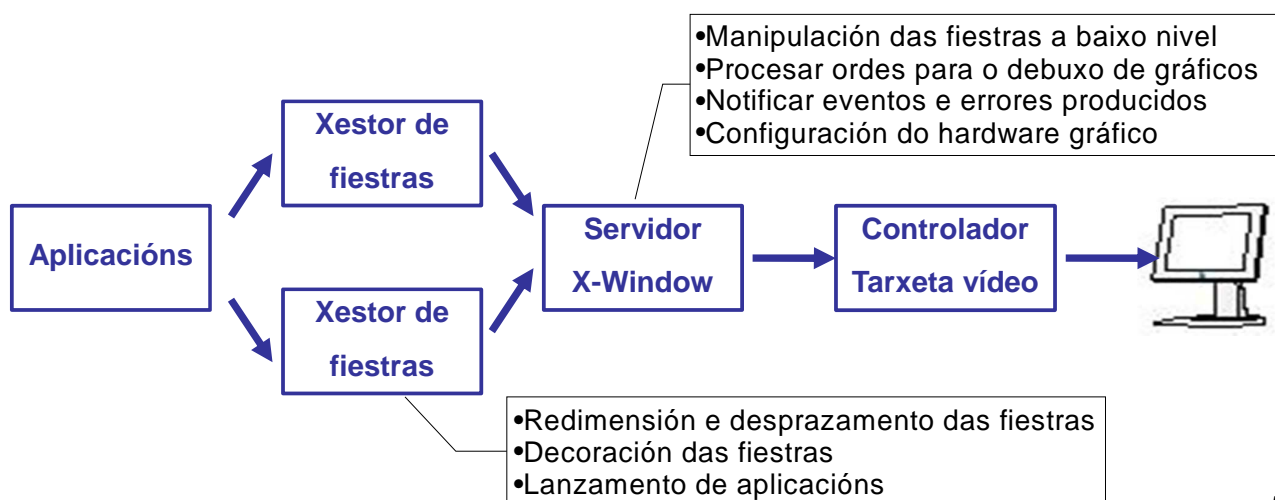 •Manipulación das fiestras a baixo nivel
•Procesar ordes para o debuxo de gráficos
•Notificar eventos e errores producidos
•Configuración do hardware gráfico
Xestor de
fiestras
Aplicacións
Servidor
X-Window
Controlador
Tarxeta vídeo
Xestor de
fiestras
•Redimensión e desprazamento das fiestras
•Decoración das fiestras
•Lanzamento de aplicacións